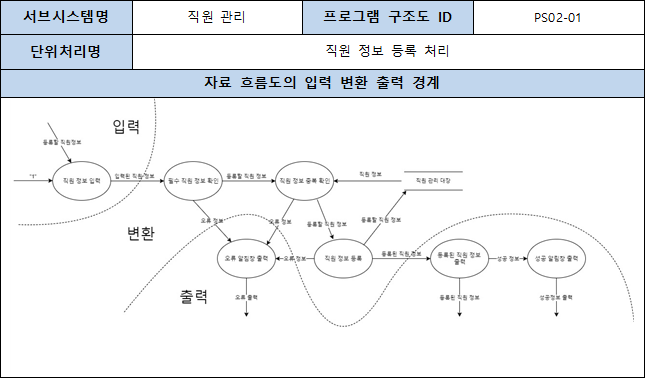 서브시스템명 직원 관리 프로그램 구조도 ID PS02-01
단위처리명 직원 정보 등록 처리
자료 흐름도의 입력 변환 출력 경계
입력
등록할 직원정보
"1"
직원 정보 입력
입력된 직원 정보
필수 직원 정보 확인
등록할 직원 정보
직원 정보 중복 확인
직원 정보
직원 관리 대장
오류 정보
오류 정보
등록할 직원 정보
등록할 직원 정보
변환
오류 알림창 출력
오류 정보
직원 정보 등록
등록된 직원 정보
등록된 직원 정보
출력
성공 정보
성공 알림창 출력
출력
오류 출력
등록된 직원 정보
성공정보 출력